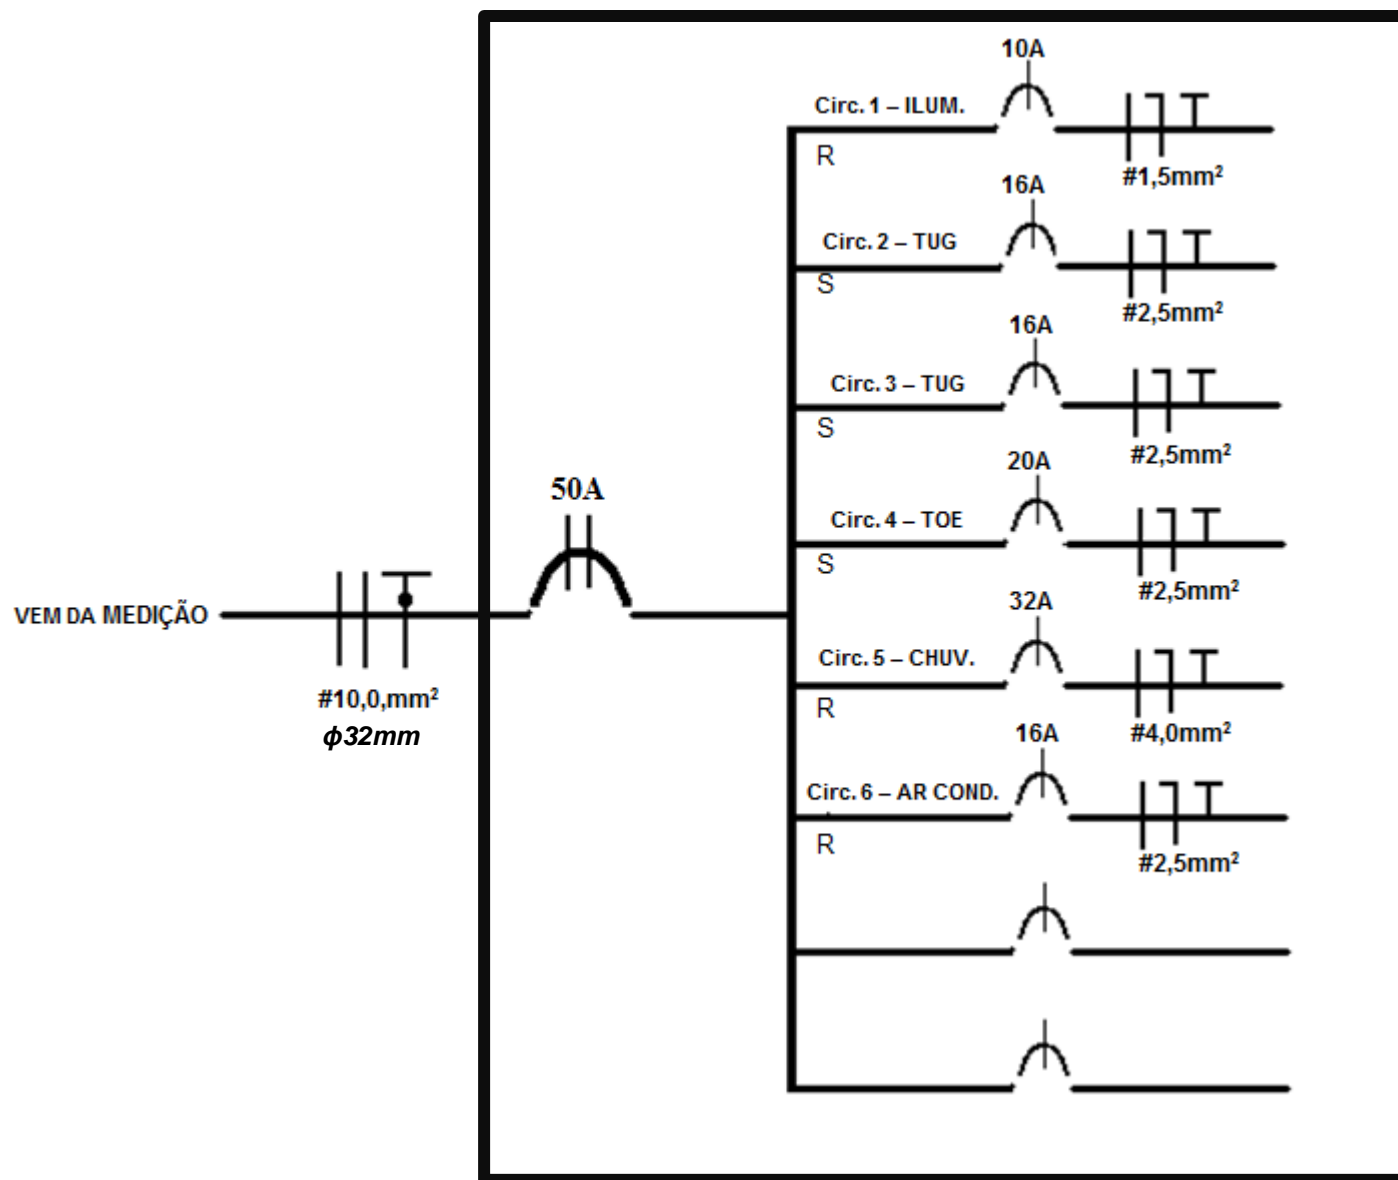 10A
Circ. 1 – ILUM.
R
#1,5mm²
16A
Circ. 2 – TUG
S
#2,5mm²
16A
Circ. 3 – TUG
S
#2,5mm²
20A
Circ. 4 – TOE
S
#2,5mm²
50A
VEM DA MEDIÇÃO
#10,0,mm²
ϕ32mm
32A
Circ. 5 – CHUV.
R
#4,0mm²
16A
Circ. 6 – AR COND.
R
#2,5mm²